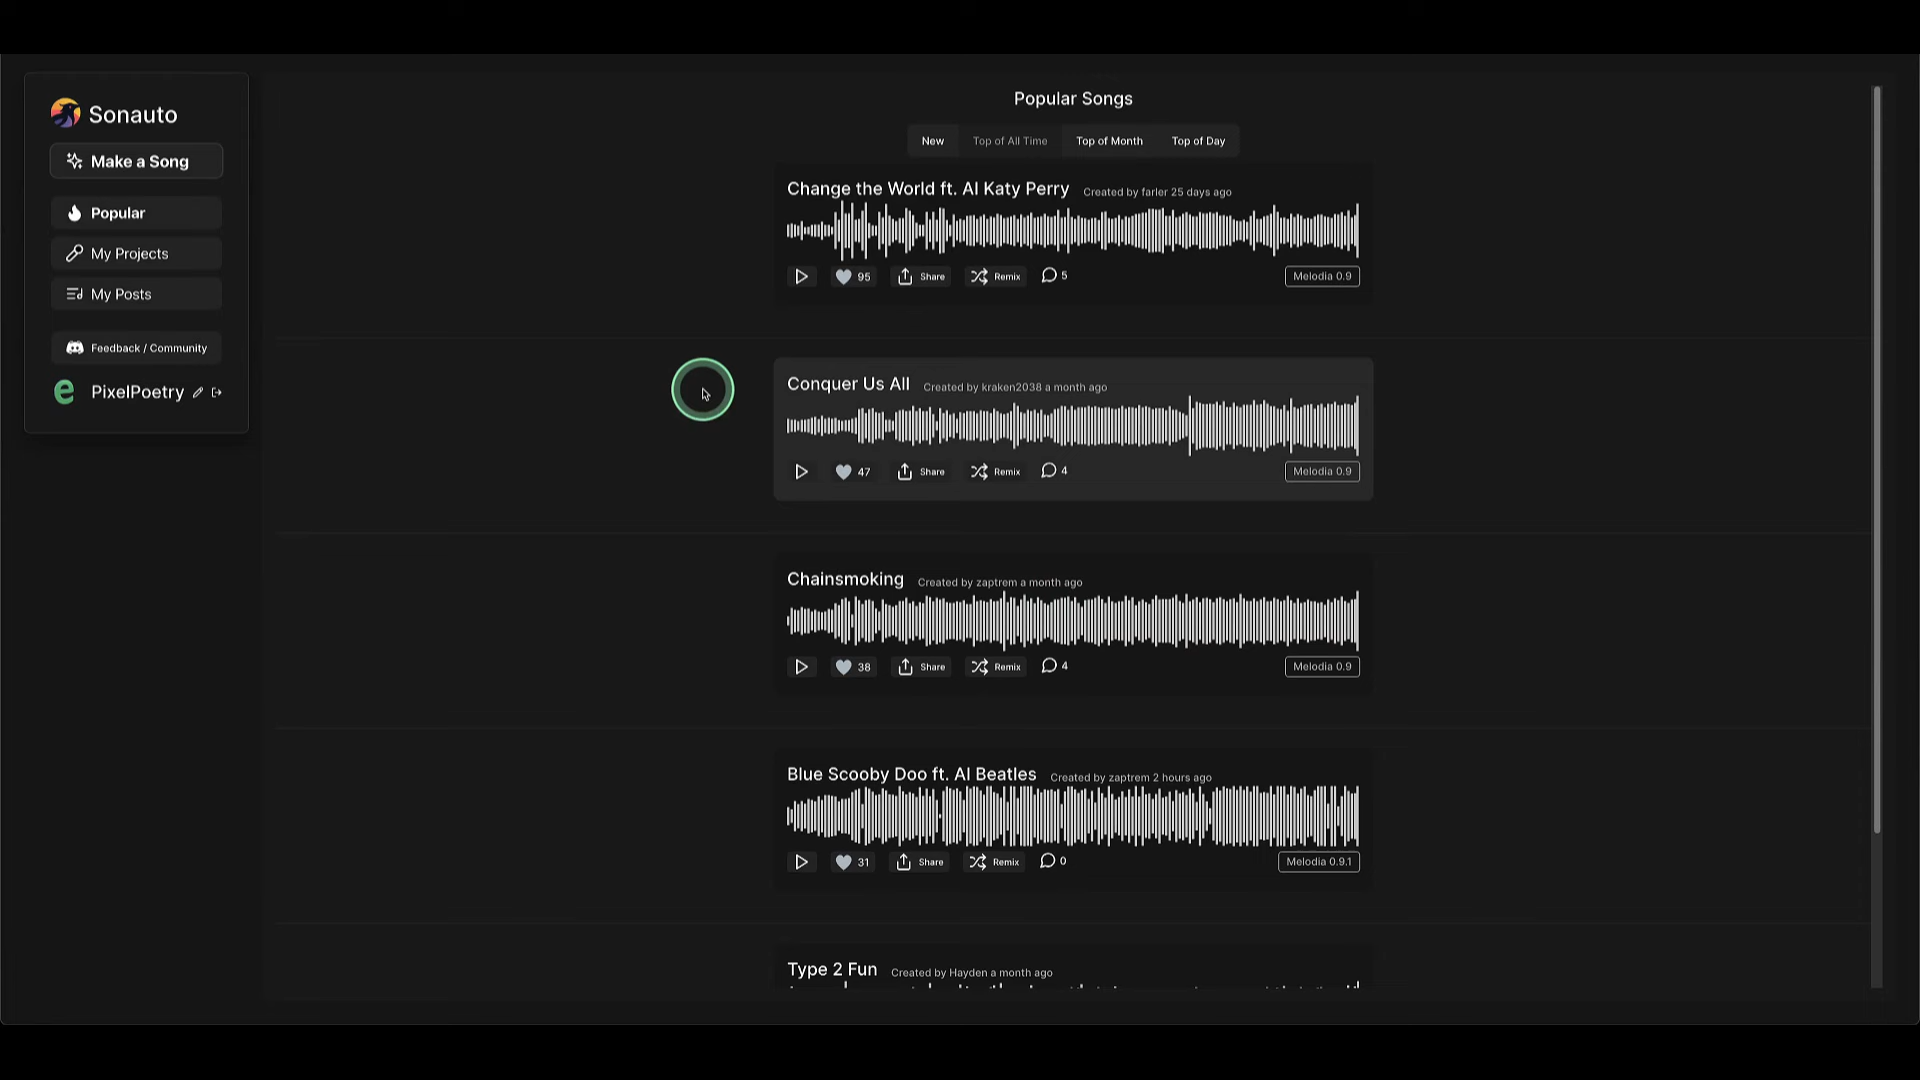 Sonauto
Make a Song
Popular
My Projects
My Posts
Feedback / Community
PixelPoetry
Popular Songs
New Top of All Time Top of Month Top of Day
Change the World ft. AI Katy Perry Created by farler 25 days ago
95 Share Remix 5 Melodia 0.9
Conquer Us All Created by kraken2038 a month ago
47 Share Remix 4 Melodia 0.9
Chainsmoking Created by zaptrem a month ago
38 Share Remix 4 Melodia 0.9
Blue Scooby Doo ft. AI Beatles Created by zaptrem 2 hours ago
31 Share Remix 0 Melodia 0.9.1
Type 2 Fun Created by Hayden a month ago